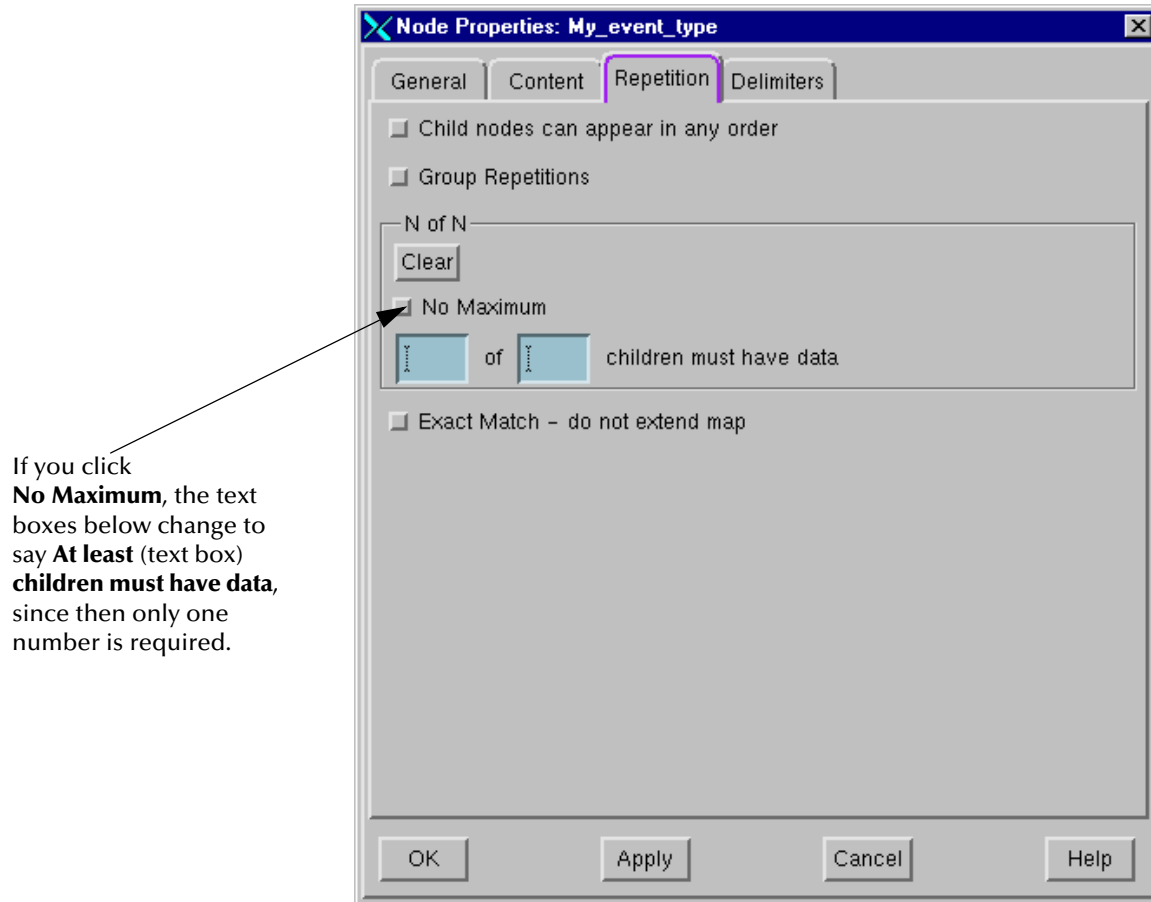 Node Properties: My_event_type
General Content Repetition Delimiters
Child nodes can appear in any order
Group Repetitions
N of N
Clear
No Maximum
of children must have data
Exact Match – do not extend map
If you click
No Maximum, the text
boxes below change to
say At least (text box)
children must have data,
since then only one
number is required.
OK Apply Cancel Help